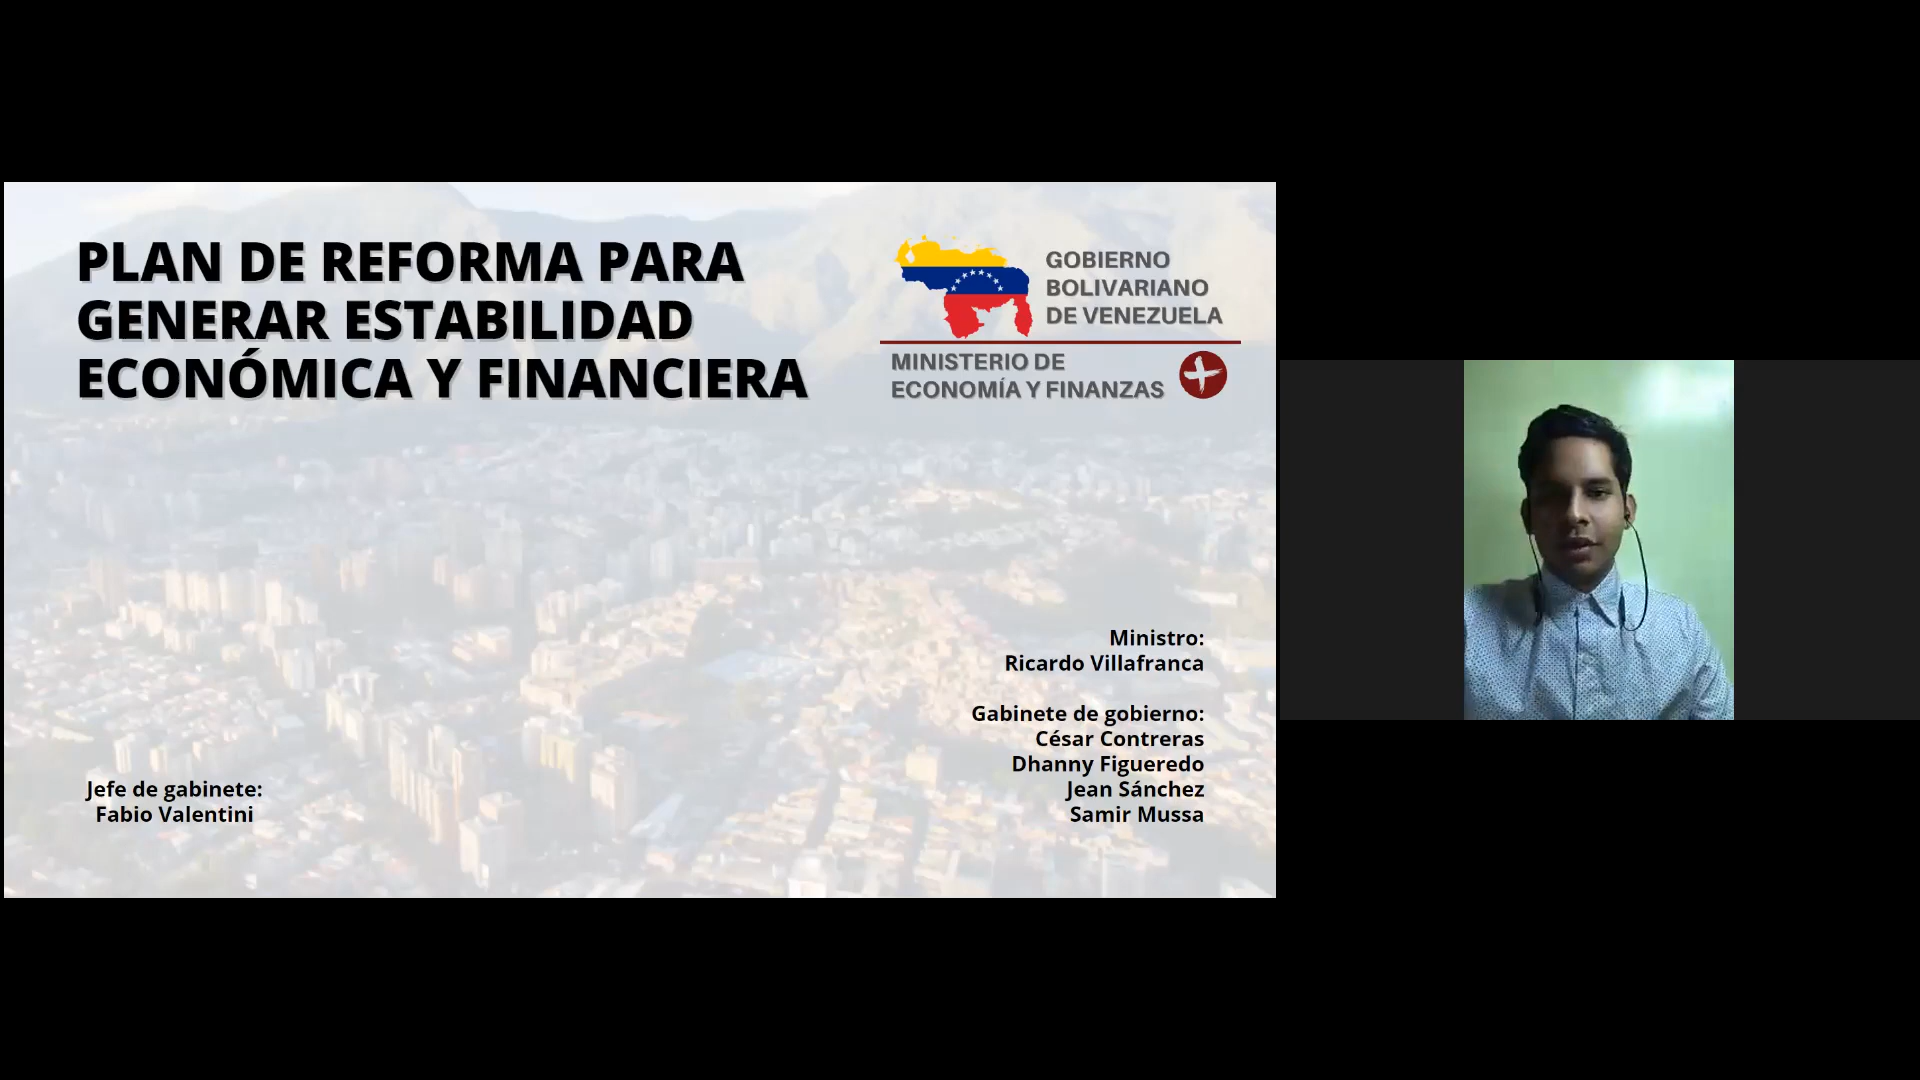 PLAN DE REFORMA PARA
GENERAR ESTABILIDAD
ECONÓMICA Y FINANCIERA
GOBIERNO
BOLIVARIANO
DE VENEZUELA
MINISTERIO DE
ECONOMÍA Y FINANZAS
Ministro:
Ricardo Villafranca
Gabinete de gobierno:
César Contreras
Dhanny Figueredo
Jean Sánchez
Samir Mussa
Jefe de gabinete:
Fabio Valentini